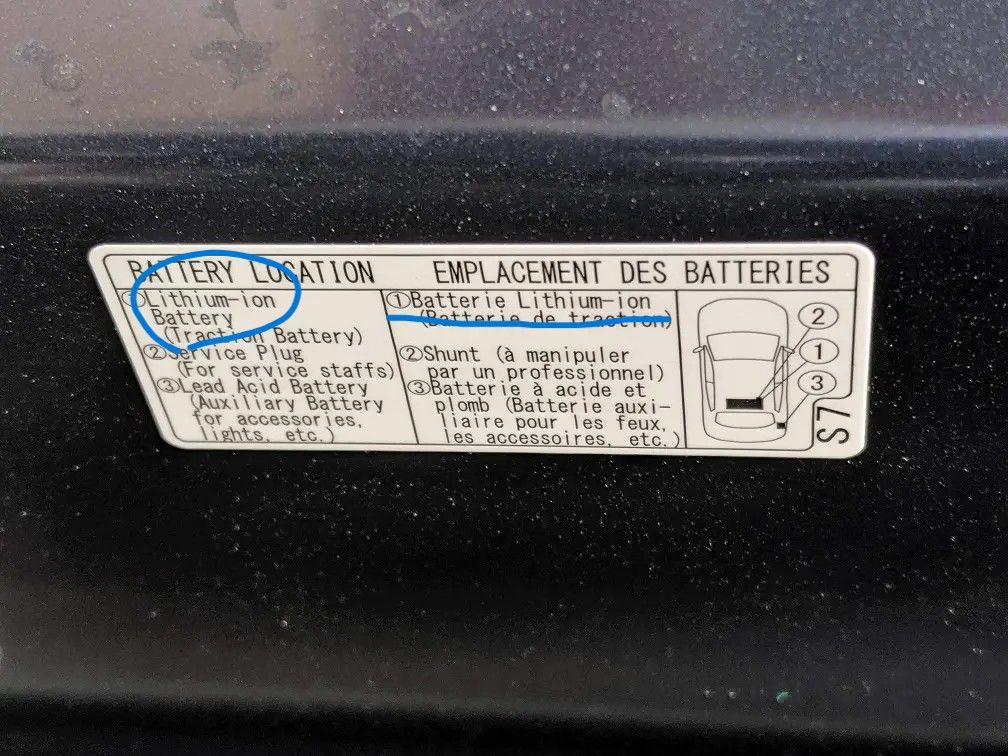 BATTERY LOCATION
①Lithium-ion
Battery
(Traction Battery)
②Service Plug
(For service staffs)
③Lead Acid Battery
(Auxiliary Battery
for accessories,
lights, etc.)
EMPLACEMENT DES BATTERIES
①Batterie Lithium-ion
(Batterie de traction)
②Shunt (à manipuler
par un professionnel)
③Batterie à acide et
plomb (Batterie auxi-
liaire pour les feux,
les accessoires, etc.)
②
①
③
S7